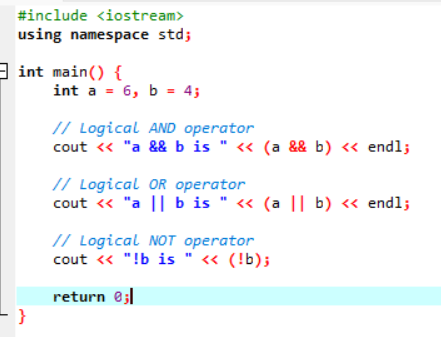 #include <iostream>
using namespace std;
int main() {
int a = 6, b = 4;
// Logical AND operator
cout << "a && b is " << (a && b) << endl;
// Logical OR operator
cout << "a || b is " << (a || b) << endl;
// Logical NOT operator
cout << "!b is " << (!b);
return 0;
}